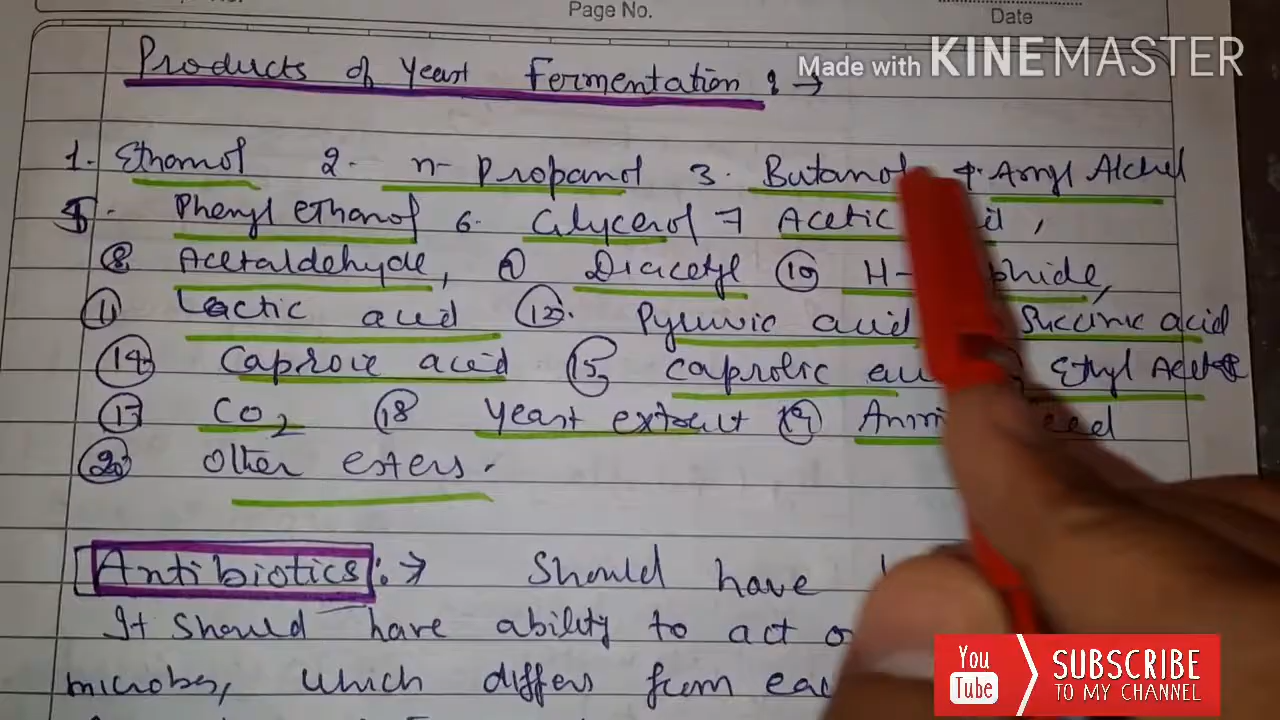 Page No.
Date
Made with KINEMASTER
Products of Yeast Fermentation :→
1. Ethanol 2. n- Propanol 3. Butanol 4. Amyl Alchol
5. Phenyl ethanol 6. Glycerol 7 Acetic
⑧ Acetaldehyde, ⑨ Diacetyl ⑩ H-
⑪ Lactic acid ⑫. Pyruvic acid Succinic acid
⑭ Caproic acid ⑮ caprolic Ethyl
⑰ CO2 ⑱ Yeast extract ⑲
⑳ Other esters.
Antibiotics :→ Should have
It should have ability to act
microbes, which differs from
You Tube SUBSCRIBE
TO MY CHANNEL